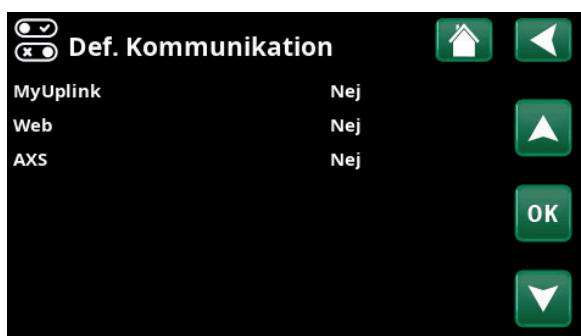 Def. Kommunikation
MyUplink Nej
Web Nej
AXS Nej
OK